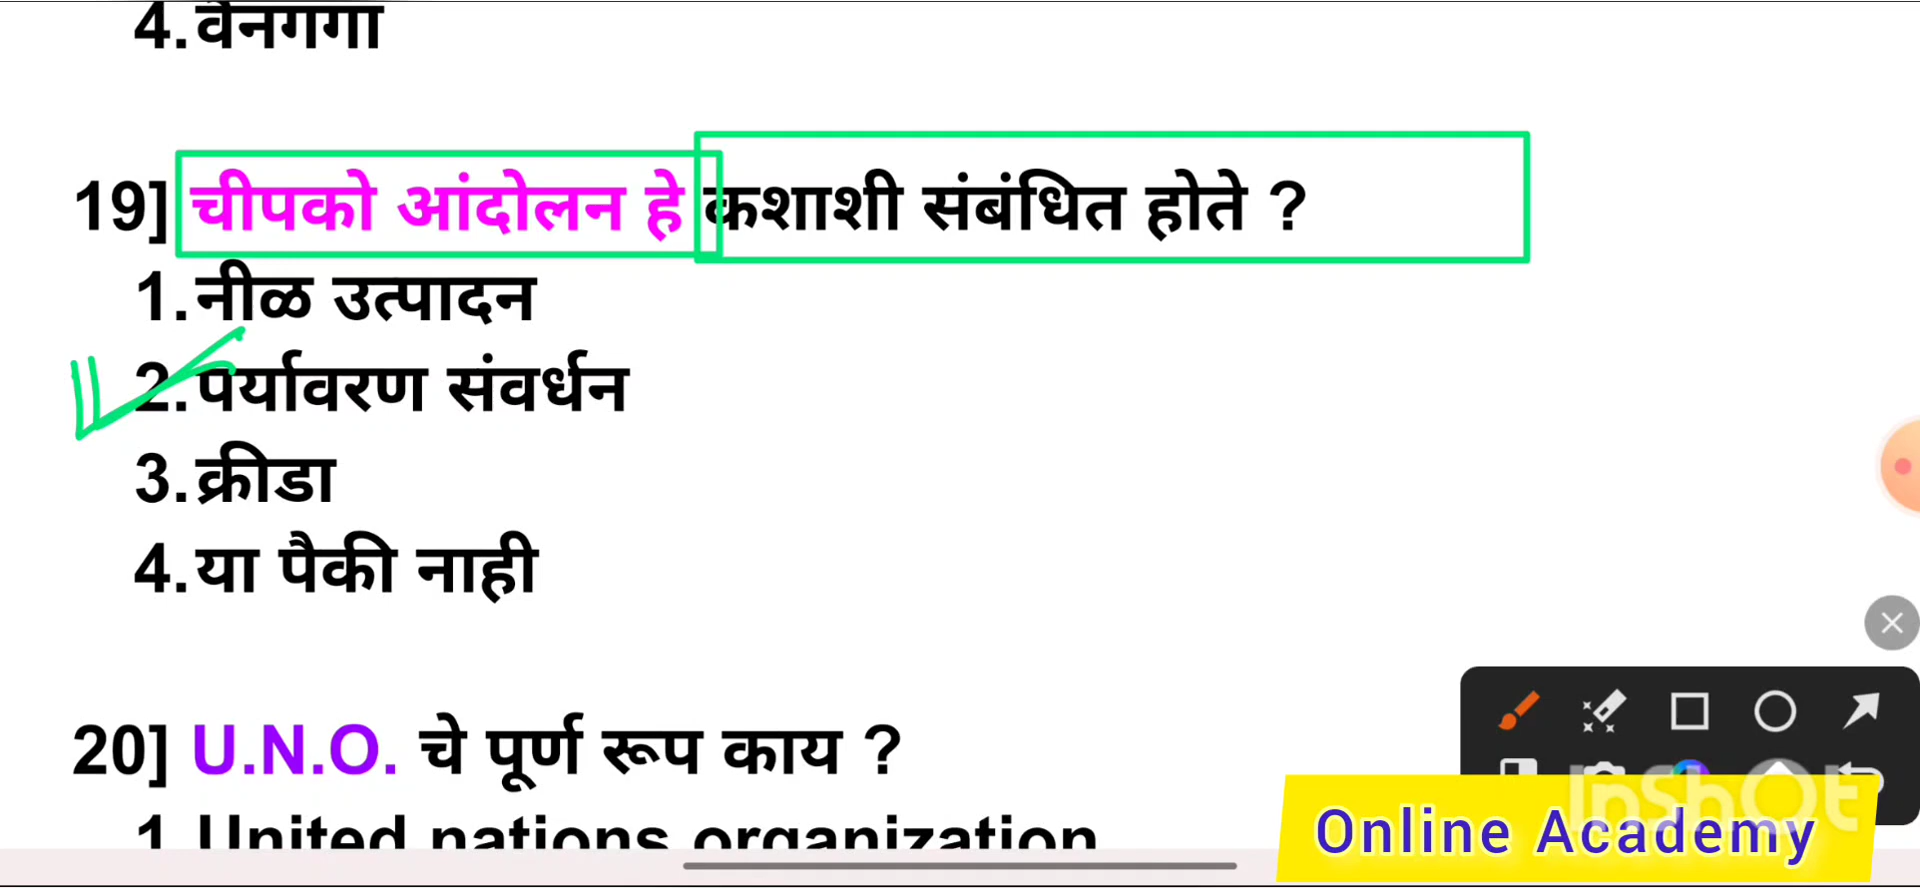 4.वैनगंगा
19] चीपको आंदोलन हे कशाशी संबंधित होते ?
1.नीळ उत्पादन
2.पर्यावरण संवर्धन
3.क्रीडा
4.या पैकी नाही
20] U.N.O. चे पूर्ण रूप काय ?
1.United nations organization
InShOt
Online Academy